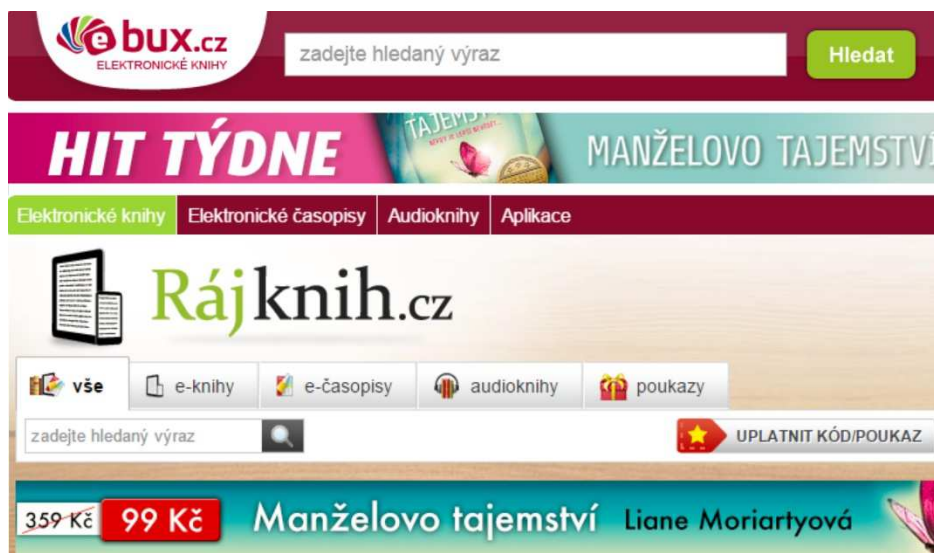 ebux.cz
ELEKTRONICKÉ KNIHY
zadejte hledaný výraz
Hledat
HIT TÝDNE
TAJEMSTVÍ
MANŽELOVO TAJEMSTVÍ
Elektronické knihy
Elektronické časopisy
Audioknihy
Aplikace
Rájknih.cz
vše
e-knihy
e-časopisy
audioknihy
poukazy
zadejte hledaný výraz
UPLATNIT KÓD/POUKAZ
359 Kč
99 Kč
Manželovo tajemství
Liane Moriartyová